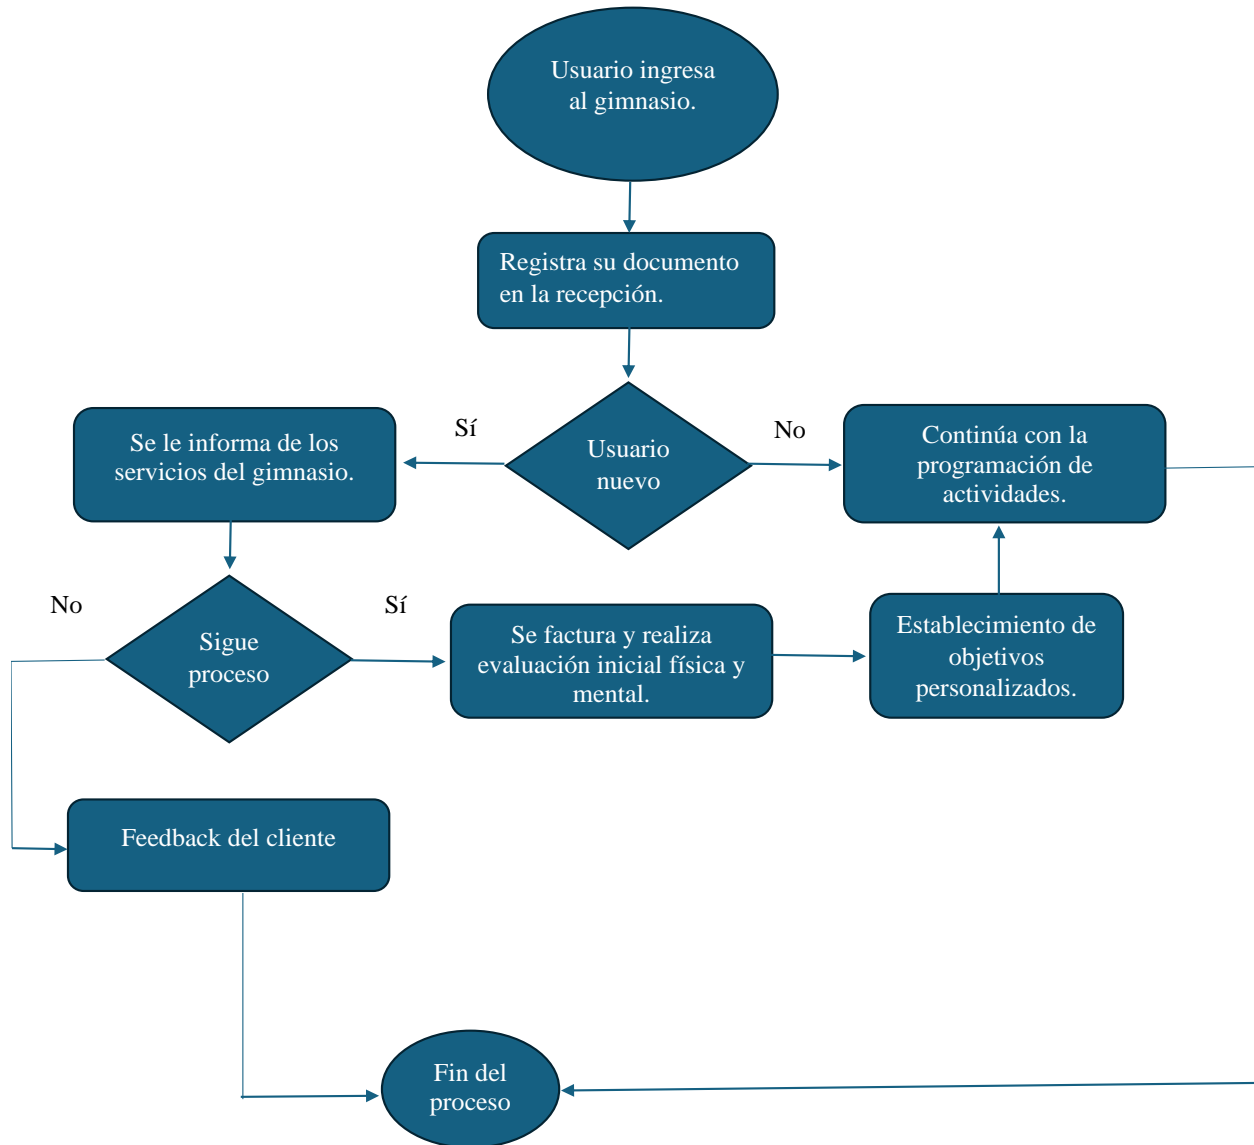 Usuario ingresa
al gimnasio.
Registra su documento
en la recepción.
Sí
No
Usuario
nuevo
Se le informa de los
servicios del gimnasio.
Continúa con la
programación de
actividades.
No
Sí
Sigue
proceso
Se factura y realiza
evaluación inicial física y
mental.
Establecimiento de
objetivos
personalizados.
Feedback del cliente
Fin del
proceso